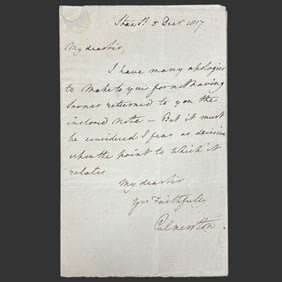 5 Decr 1817
My dear Sir,
I have many apologies
to make to you for not having
sooner returned to you the
inclosed Note – But it must
be considered I fear as decisive
upon the point to which it
relates
My dear Sir
Yrs Faithfully
Palmerston